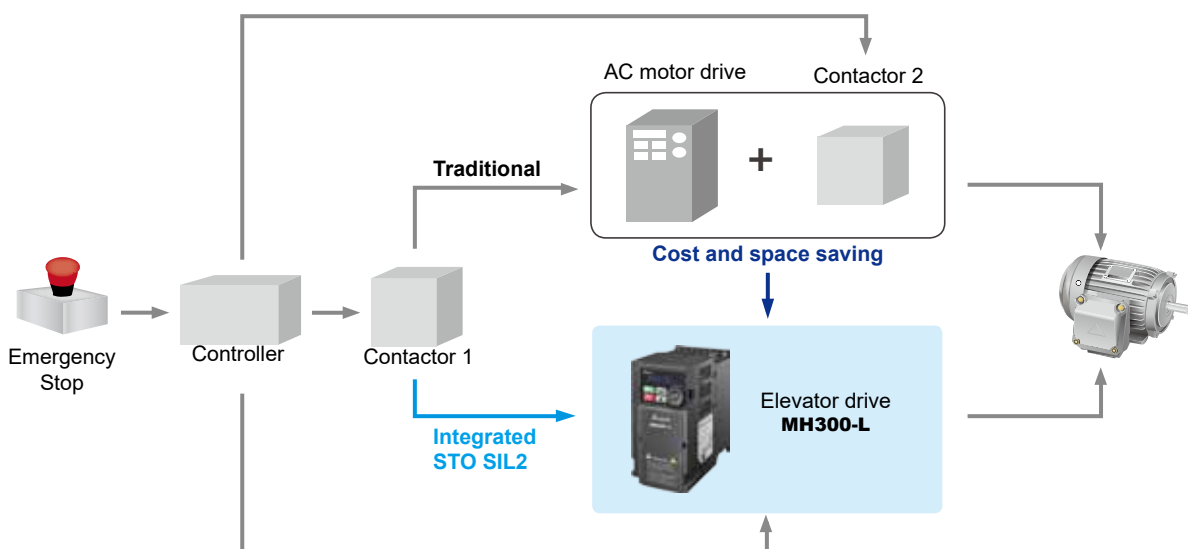 AC motor drive
Contactor 2
Traditional
Cost and space saving
Emergency
Stop
Controller
Contactor 1
Integrated
STO SIL2
Elevator drive
MH300-L